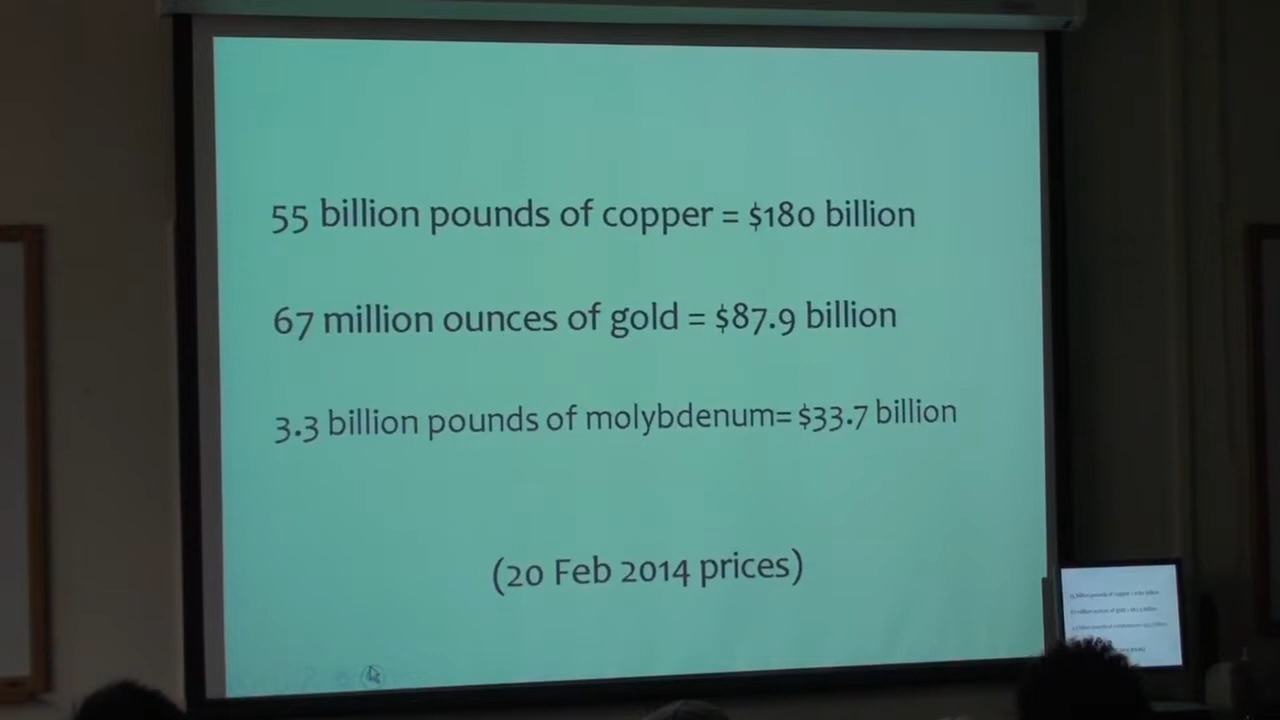 55 billion pounds of copper = $180 billion
67 million ounces of gold = $87.9 billion
3.3 billion pounds of molybdenum= $33.7 billion
(20 Feb 2014 prices)